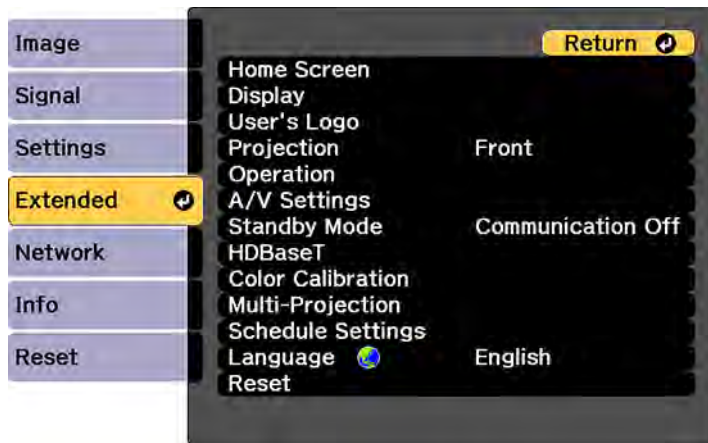 Image
Signal
Settings
Extended
Network
Info
Reset
Return
Home Screen
Display
User's Logo
Projection Front
Operation
A/V Settings
Standby Mode Communication Off
HDBaseT
Color Calibration
Multi-Projection
Schedule Settings
Language English
Reset